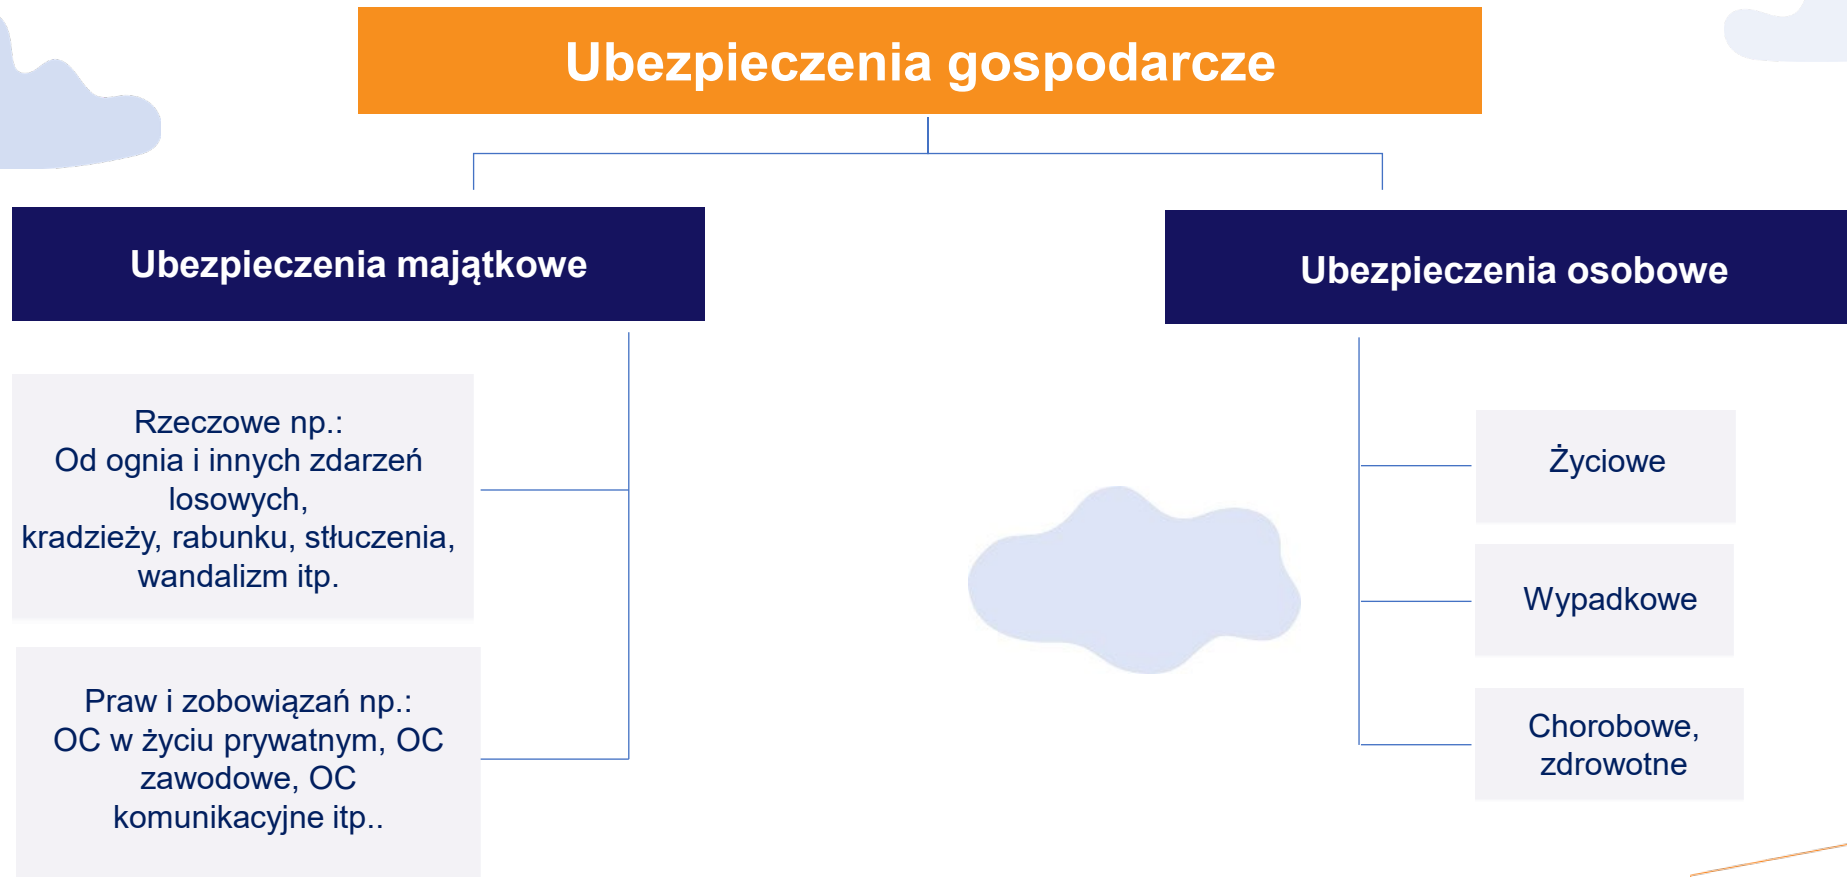 Ubezpieczenia gospodarcze
Ubezpieczenia majątkowe
Ubezpieczenia osobowe
Rzeczowe np.:
Od ognia i innych zdarzeń
losowych,
kradzieży, rabunku, stłuczenia,
wandalizm itp.
Praw i zobowiązań np.:
OC w życiu prywatnym, OC
zawodowe, OC
komunikacyjne itp..
Życiowe
Wypadkowe
Chorobowe,
zdrowotne